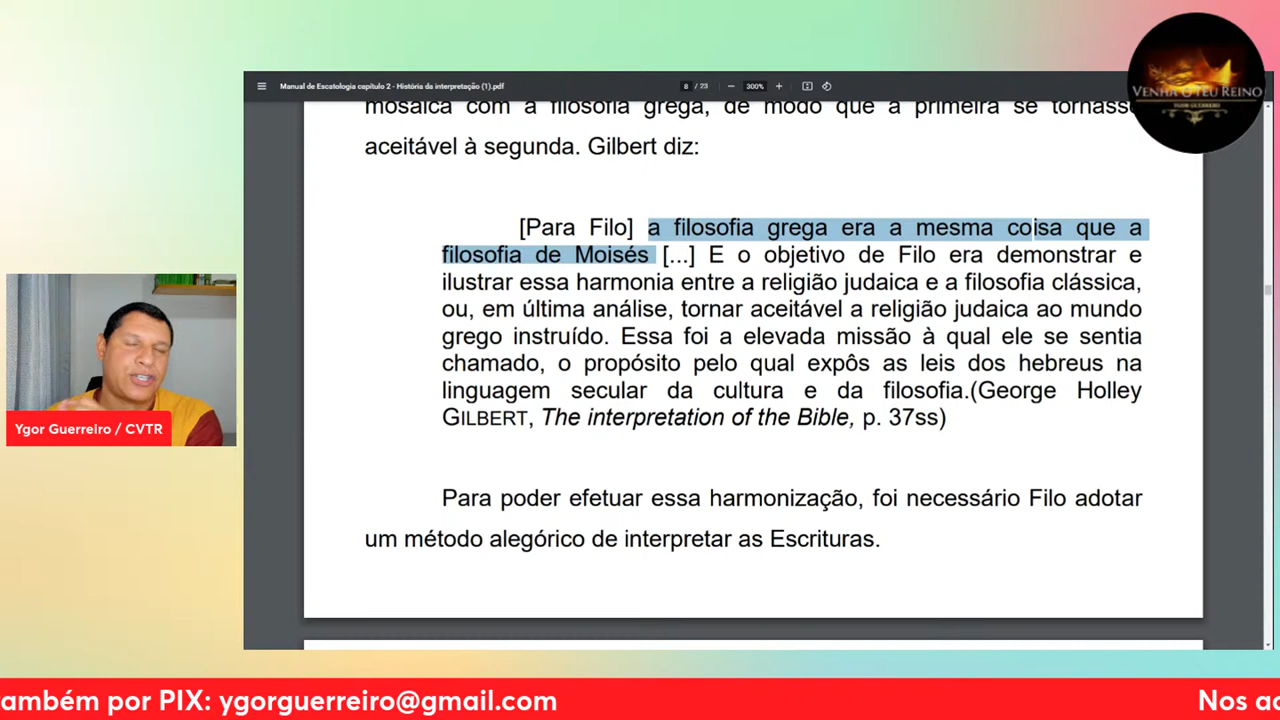 Manual de Escatologia capítulo 2 - História da interpretação (1).pdf
8 / 23
300%
VENHA O TEU REINO
YGOR GUERREIRO
mosaica com a filosofia grega, de modo que a primeira se tornasse
aceitável à segunda. Gilbert diz:
[Para Filo] a filosofia grega era a mesma coisa que a
filosofia de Moisés [...] E o objetivo de Filo era demonstrar e
ilustrar essa harmonia entre a religião judaica e a filosofia clássica,
ou, em última análise, tornar aceitável a religião judaica ao mundo
grego instruído. Essa foi a elevada missão à qual ele se sentia
chamado, o propósito pelo qual expôs as leis dos hebreus na
linguagem secular da cultura e da filosofia.(George Holley
GILBERT, The interpretation of the Bible, p. 37ss)
Para poder efetuar essa harmonização, foi necessário Filo adotar
um método alegórico de interpretar as Escrituras.
Ygor Guerreiro / CVTR
ambém por PIX: ygorguerreiro@gmail.com
Nos a